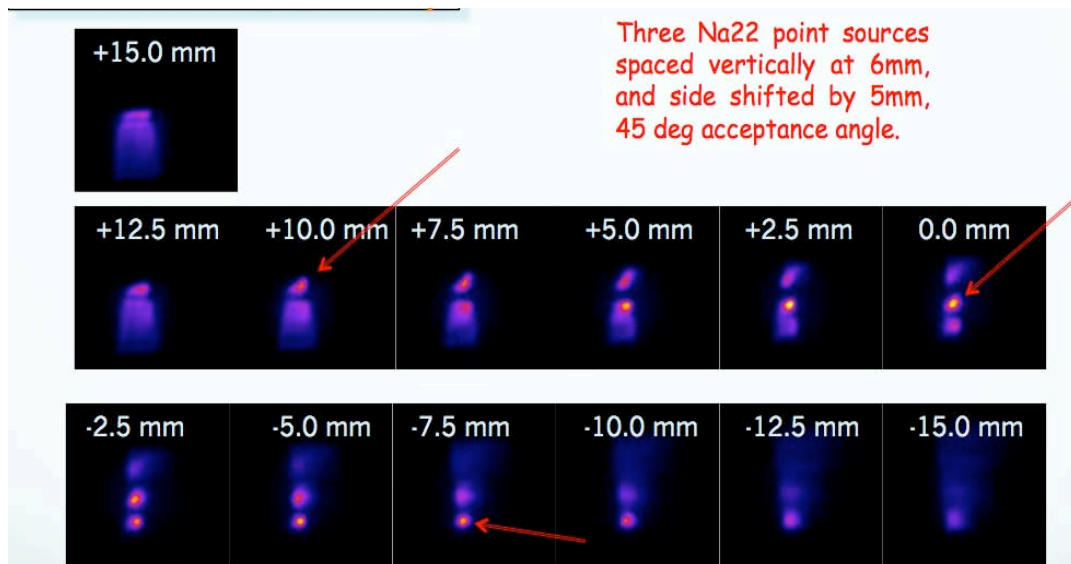 Three Na22 point sources
spaced vertically at 6mm,
and side shifted by 5mm,
45 deg acceptance angle.
+15.0 mm
+12.5 mm +10.0 mm +7.5 mm +5.0 mm +2.5 mm 0.0 mm
-2.5 mm -5.0 mm -7.5 mm -10.0 mm -12.5 mm -15.0 mm